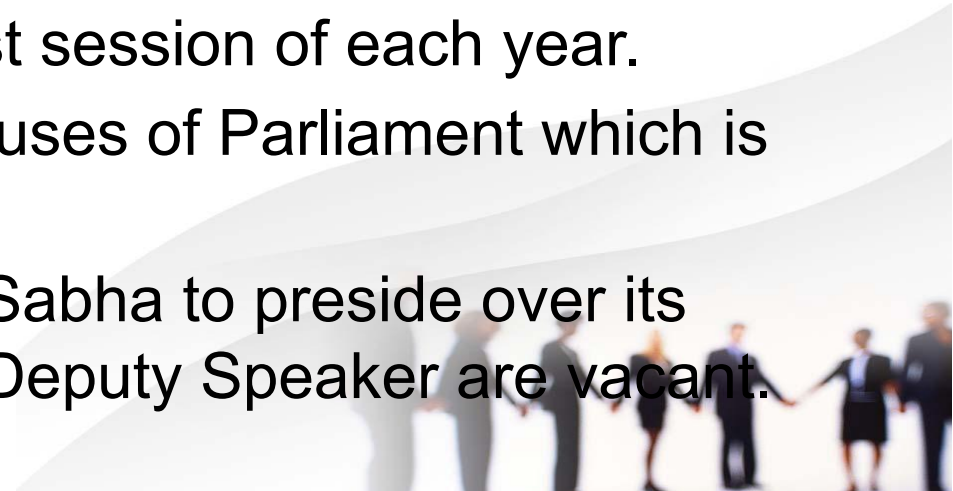 st session of each year.
uses of Parliament which is
Sabha to preside over its
Deputy Speaker are vacant.